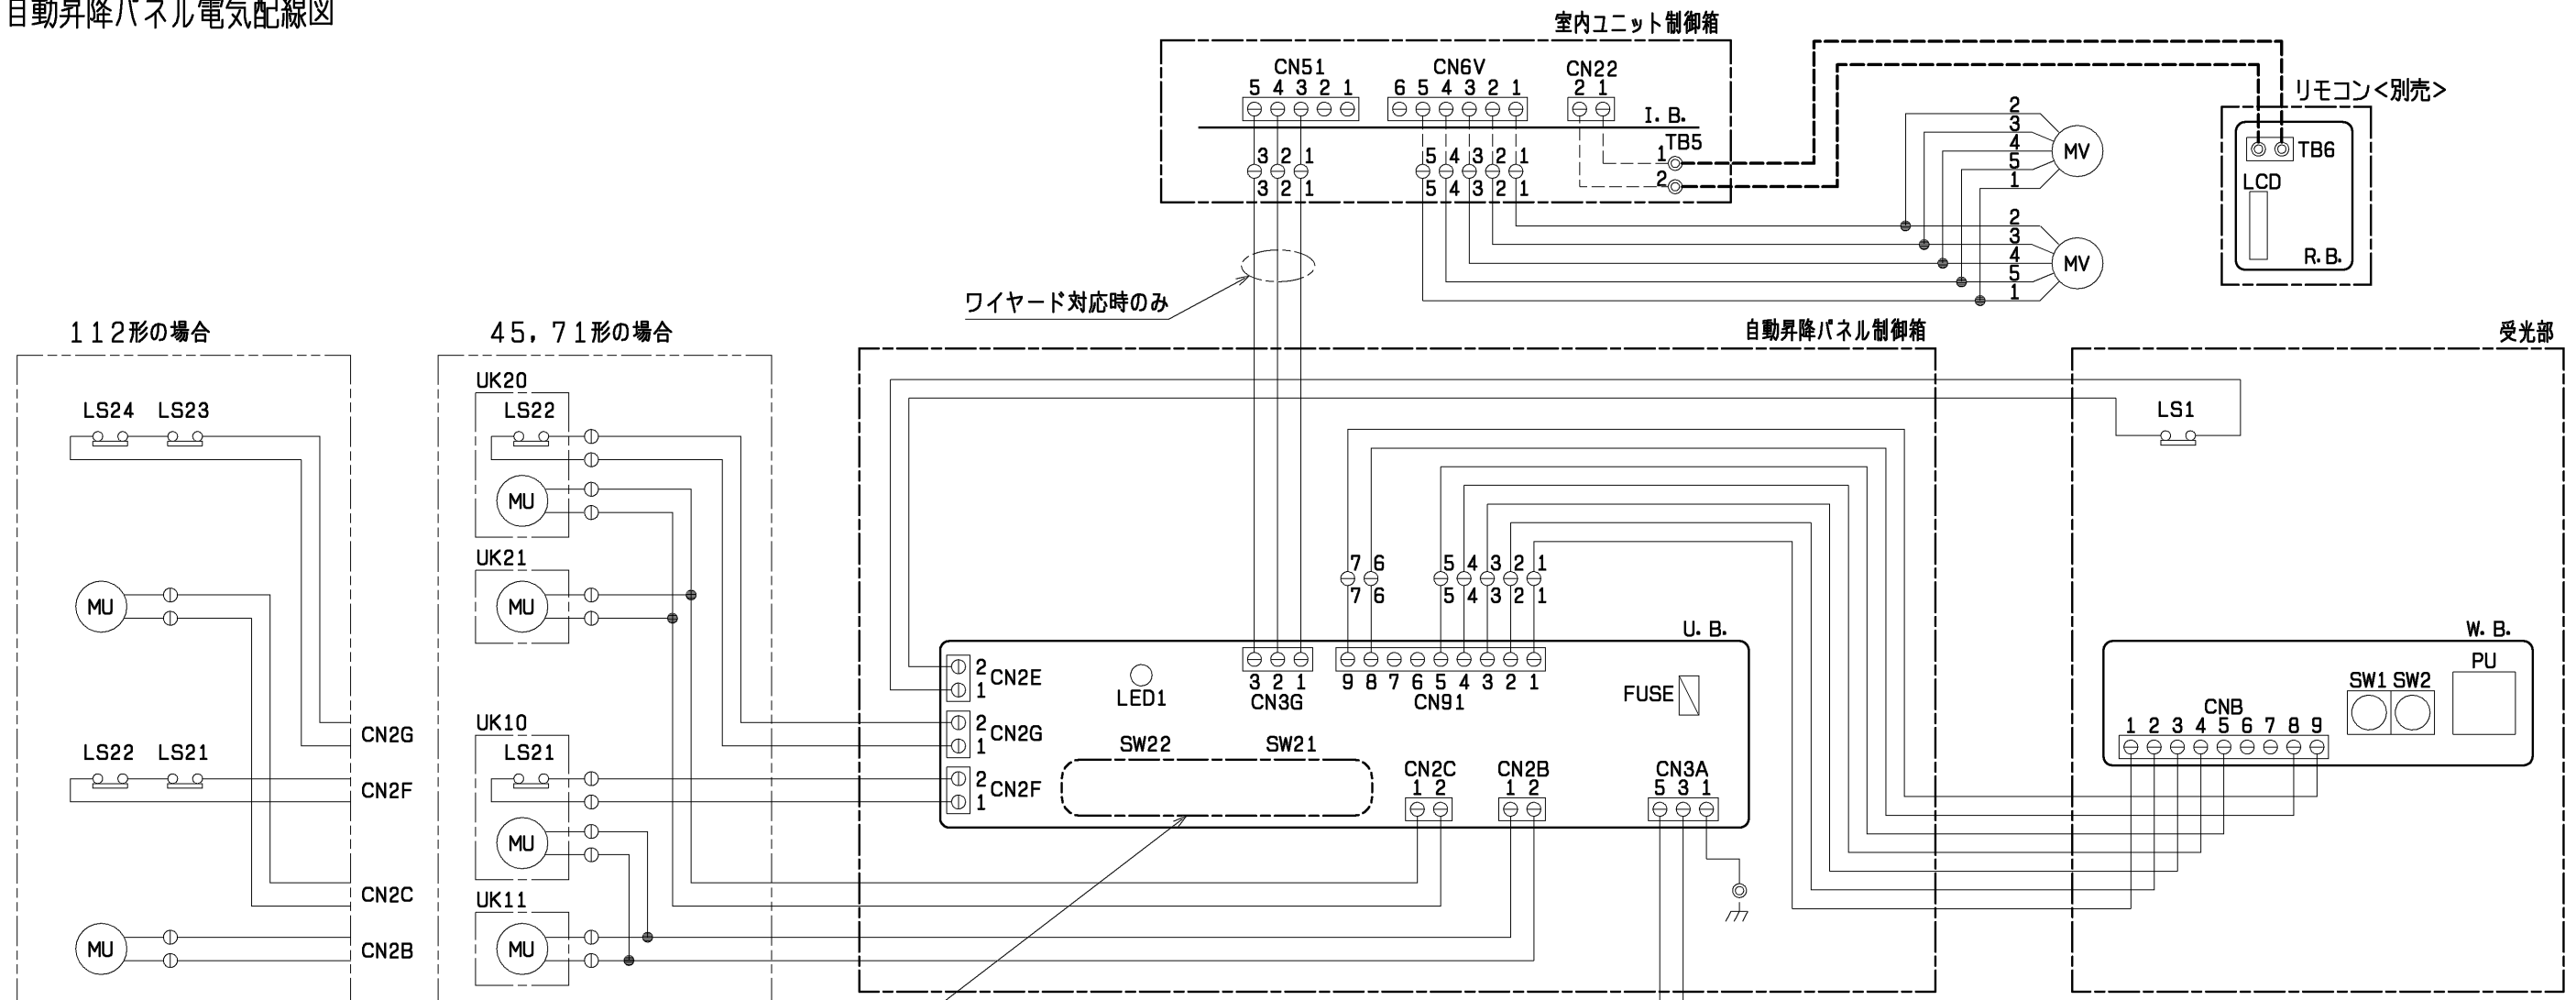 自動昇降パネル電気配線図
室内ユニット制御箱
CN51
5 4 3 2 1
CN6V
6 5 4 3 2 1
CN22
2 1
I.B.
TB5
1
2
3 2 1
3 2 1
5 4 3 2 1
5 4 3 2 1
2
3
4
5
1
MV
2
3
4
5
1
MV
リモコン<別売>
TB6
LCD
R.B.
ワイヤード対応時のみ
112形の場合
LS24 LS23
MU
LS22 LS21
MU
CN2G
CN2F
CN2C
CN2B
45,71形の場合
UK20
LS22
MU
UK21
MU
UK10
LS21
MU
UK11
MU
自動昇降パネル制御箱
7 6 5 4 3 2 1
7 6 5 4 3 2 1
U.B.
2
1
CN2E
2
1
CN2G
2
1
CN2F
LED1
3 2 1
CN3G
9 8 7 6 5 4 3 2 1
CN91
FUSE
SW22 SW21
CN2C
1 2
CN2B
1 2
CN3A
5 3 1
受光部
LS1
W.B.
PU
SW1 SW2
CNB
1 2 3 4 5 6 7 8 9